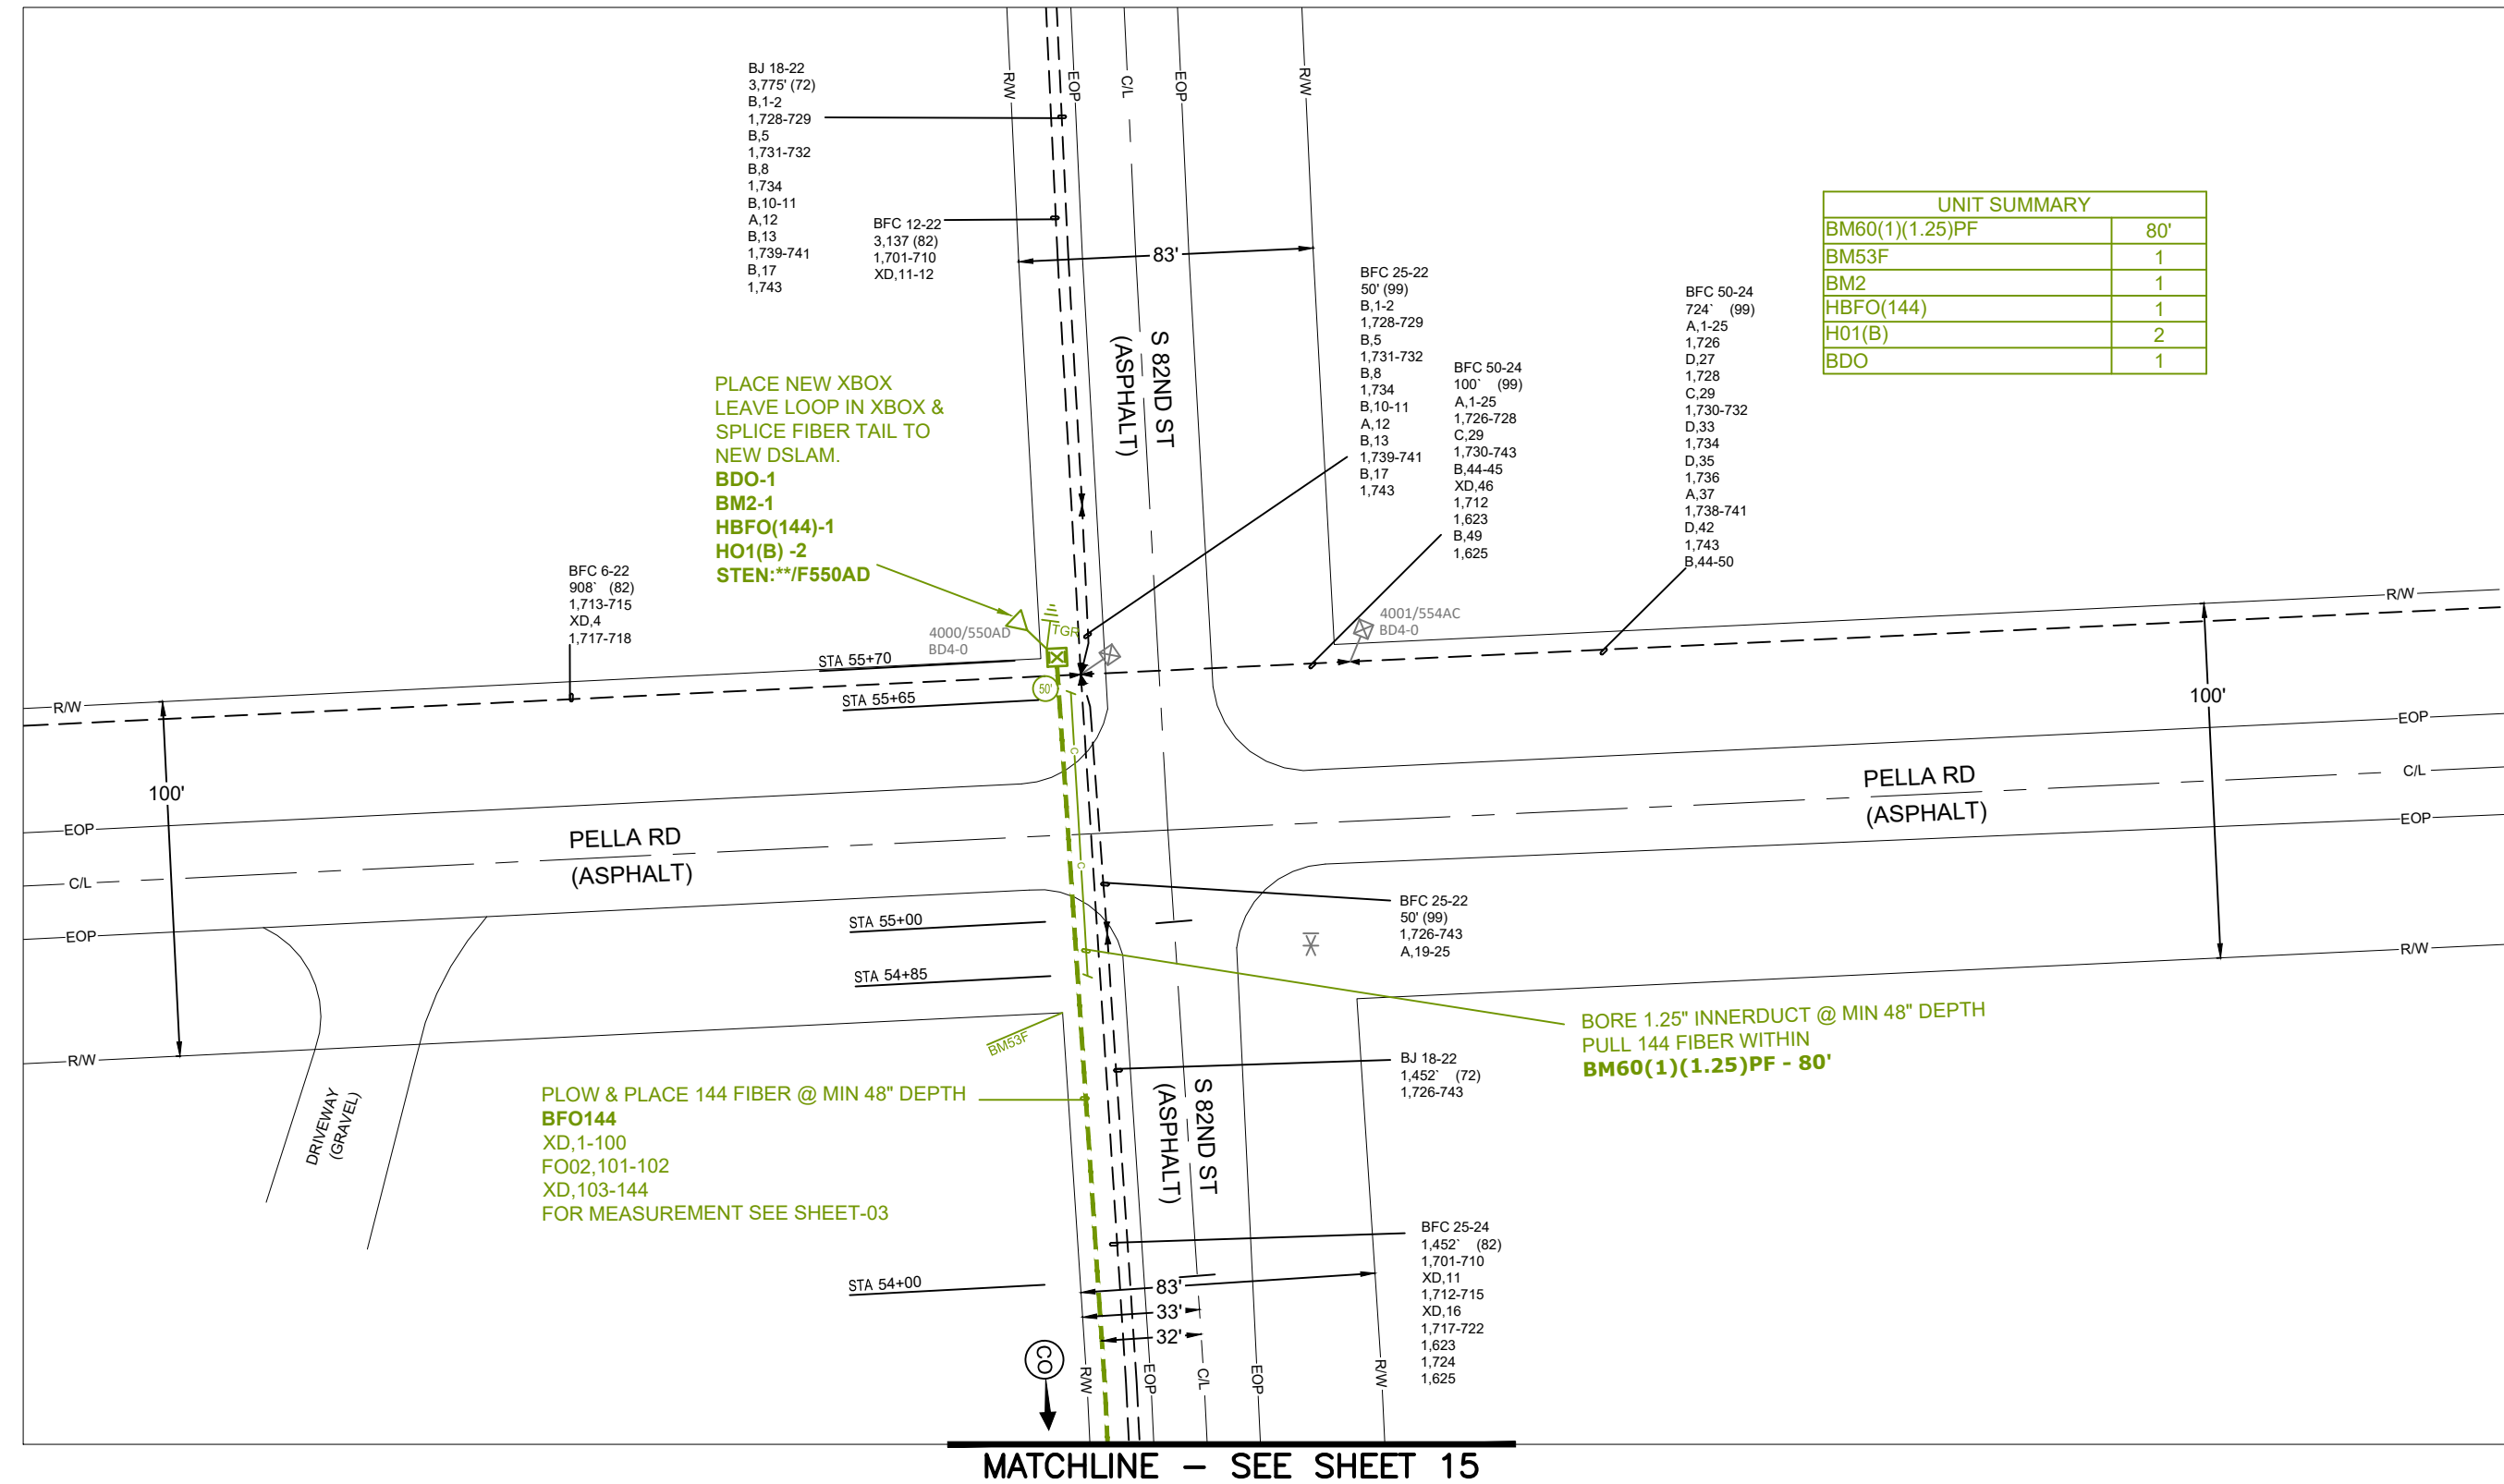 BJ 18-22
3,775' (72)
B,1-2
1,728-729
B,5
1,731-732
B,8
1,734
B,10-11
A,12
B,13
1,739-741
B,17
1,743
BFC 12-22
3,137 (82)
1,701-710
XD,11-12
R/W
EOP
C/L
EOP
R/W
83'
S 82ND ST
(ASPHALT)
BFC 25-22
50' (99)
B,1-2
1,728-729
B,5
1,731-732
B,8
1,734
B,10-11
A,12
B,13
1,739-741
B,17
1,743
BFC 50-24
100` (99)
A,1-25
1,726-728
C,29
1,730-743
B,44-45
XD,46
1,712
1,623
B,49
1,625
BFC 50-24
724` (99)
A,1-25
1,726
D,27
1,728
C,29
1,730-732
D,33
1,734
D,35
1,736
A,37
1,738-741
D,42
1,743
B,44-50
UNIT SUMMARY
BM60(1)(1.25)PF 80'
BM53F 1
BM2 1
HBFO(144) 1
H01(B) 2
BDO 1
PLACE NEW XBOX
LEAVE LOOP IN XBOX &
SPLICE FIBER TAIL TO
NEW DSLAM.
BDO-1
BM2-1
HBFO(144)-1
HO1(B) -2
STEN:**/F550AD
BFC 6-22
908` (82)
1,713-715
XD,4
1,717-718
4000/550AD
BD4-0
TGR
4001/554AC
BD4-0
STA 55+70
STA 55+65
50'
R/W
R/W
100'
100'
EOP
EOP
C
PELLA RD
(ASPHALT)
C/L
PELLA RD
(ASPHALT)
C/L
EOP
C
EOP
R/W
R/W
STA 55+00
STA 54+85
BFC 25-22
50' (99)
1,726-743
A,19-25
BM53F
BORE 1.25" INNERDUCT @ MIN 48" DEPTH
PULL 144 FIBER WITHIN
BM60(1)(1.25)PF - 80'
DRIVEWAY
(GRAVEL)
PLOW & PLACE 144 FIBER @ MIN 48" DEPTH
BFO144
XD,1-100
FO02,101-102
XD,103-144
FOR MEASUREMENT SEE SHEET-03
BJ 18-22
1,452` (72)
1,726-743
S 82ND ST
(ASPHALT)
BFC 25-24
1,452` (82)
1,701-710
XD,11
1,712-715
XD,16
1,717-722
1,623
1,724
1,625
STA 54+00
83'
33'
32'
CO
R/W
EOP
C/L
EOP
R/W
MATCHLINE – SEE SHEET 15